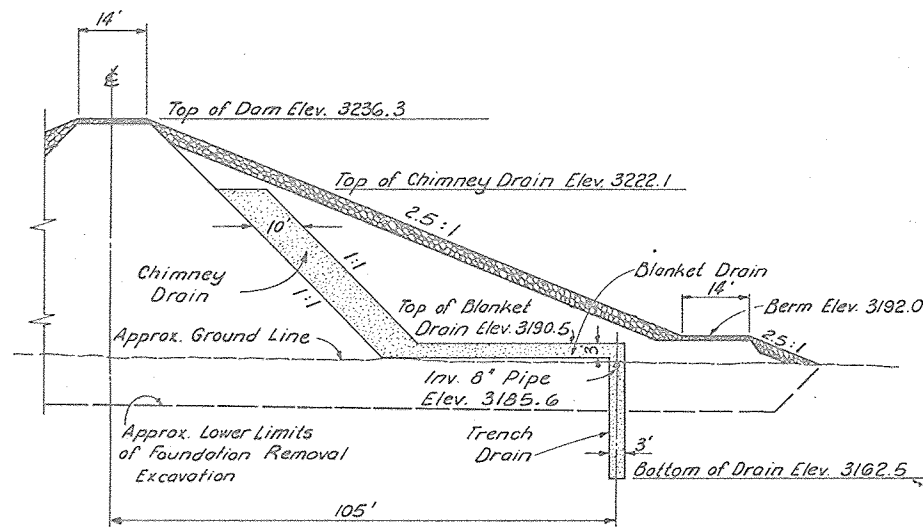 14'
℄
Top of Dam Elev. 3236.3
Top of Chimney Drain Elev. 3222.1
2.5:1
10'
1:1
Chimney
Drain
1:1
Blanket Drain
14'
Top of Blanket
Drain Elev. 3190.5
Berm Elev. 3192.0
2.5:1
Approx. Ground Line
3'
Inv. 8" Pipe
Elev. 3185.6
Approx. Lower Limits
of Foundation Removal
Excavation
Trench
Drain
3'
Bottom of Drain Elev. 3162.5
105'